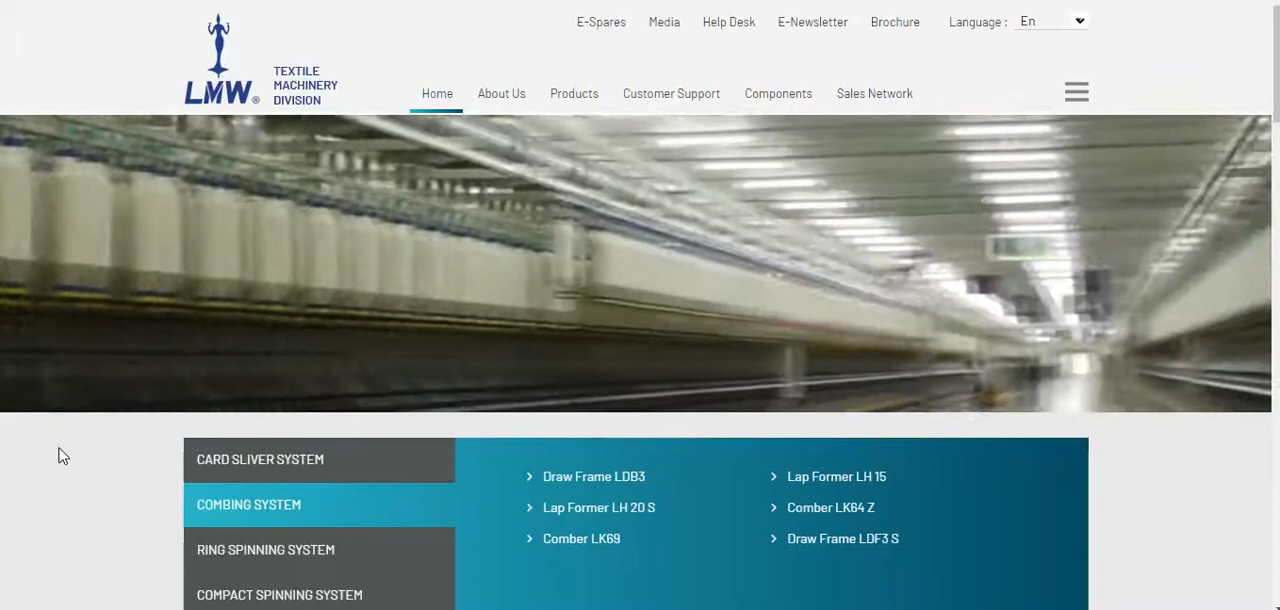 E-Spares Media Help Desk E-Newsletter Brochure Language : En
LMW®
TEXTILE
MACHINERY
DIVISION
Home About Us Products Customer Support Components Sales Network
CARD SLIVER SYSTEM
COMBING SYSTEM
RING SPINNING SYSTEM
COMPACT SPINNING SYSTEM
Draw Frame LDB3 Lap Former LH 15
Lap Former LH 20 S Comber LK64 Z
Comber LK69 Draw Frame LDF3 S